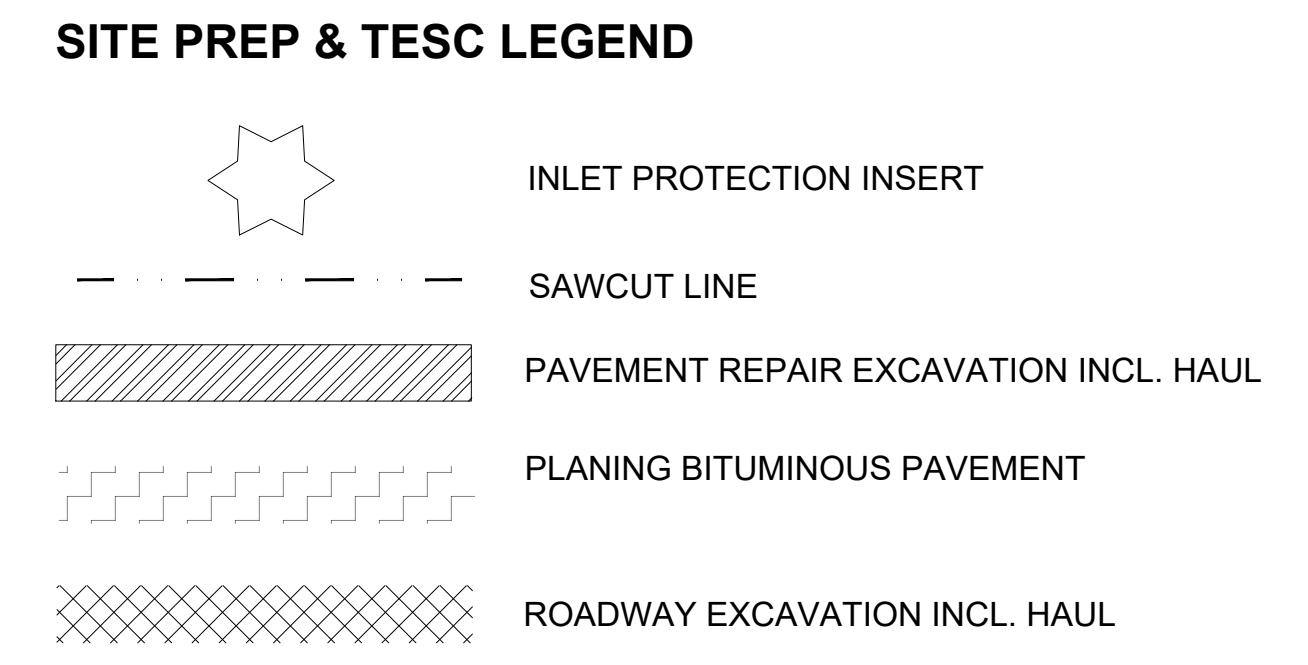 SITE PREP & TESC LEGEND
INLET PROTECTION INSERT
SAWCUT LINE
PAVEMENT REPAIR EXCAVATION INCL. HAUL
PLANING BITUMINOUS PAVEMENT
ROADWAY EXCAVATION INCL. HAUL